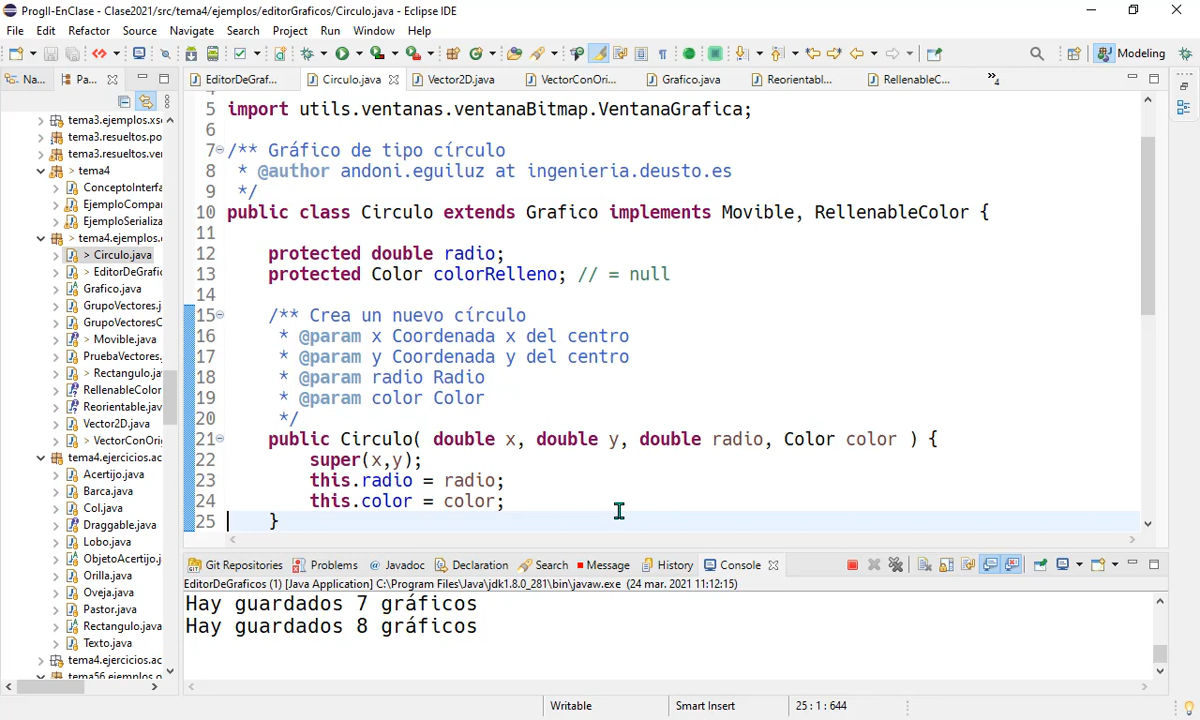 ProgII-EnClase - Clase2021/src/tema4/ejemplos/editorGraficos/Circulo.java - Eclipse IDE
File Edit Refactor Source Navigate Search Project Run Window Help
Modeling
Na...
Pa...
EditorDeGraf...
Circulo.java
Vector2D.java
VectorConOri...
Grafico.java
Reorientabl...
RellenableC...
4
tema3.ejemplos.xs
tema3.resueltos.po
tema3.resueltos.ver
> tema4
ConceptoInterfa
EjemploCompar
EjemploSerializa
> tema4.ejemplos.
> Circulo.java
> EditorDeGrafic
Grafico.java
GrupoVectores.j
GrupoVectoresC
> Movible.java
PruebaVectores.
> Rectangulo.ja
RellenableColor
Reorientable.jav
Vector2D.java
> VectorConOri
tema4.ejercicios.ac
Acertijo.java
Barca.java
Col.java
Draggable.java
Lobo.java
ObjetoAcertijo.j
Orilla.java
Oveja.java
Pastor.java
Rectangulo.java
Texto.java
tema4.ejercicios.ac
tema56.ejemplos.o
5 import utils.ventanas.ventanaBitmap.VentanaGrafica;
6
7 /** Gráfico de tipo círculo
8 * @author andoni.eguiluz at ingenieria.deusto.es
9 */
10 public class Circulo extends Grafico implements Movible, RellenableColor {
11
12 protected double radio;
13 protected Color colorRelleno; // = null
14
15 /** Crea un nuevo círculo
16 * @param x Coordenada x del centro
17 * @param y Coordenada y del centro
18 * @param radio Radio
19 * @param color Color
20 */
21 public Circulo( double x, double y, double radio, Color color ) {
22 super(x,y);
23 this.radio = radio;
24 this.color = color;
25 }
Git Repositories Problems @ Javadoc Declaration Search Message History Console
EditorDeGraficos (1) [Java Application] C:\Program Files\Java\jdk1.8.0_281\bin\javaw.exe (24 mar. 2021 11:12:15)
Hay guardados 7 gráficos
Hay guardados 8 gráficos
Writable Smart Insert 25 : 1 : 644